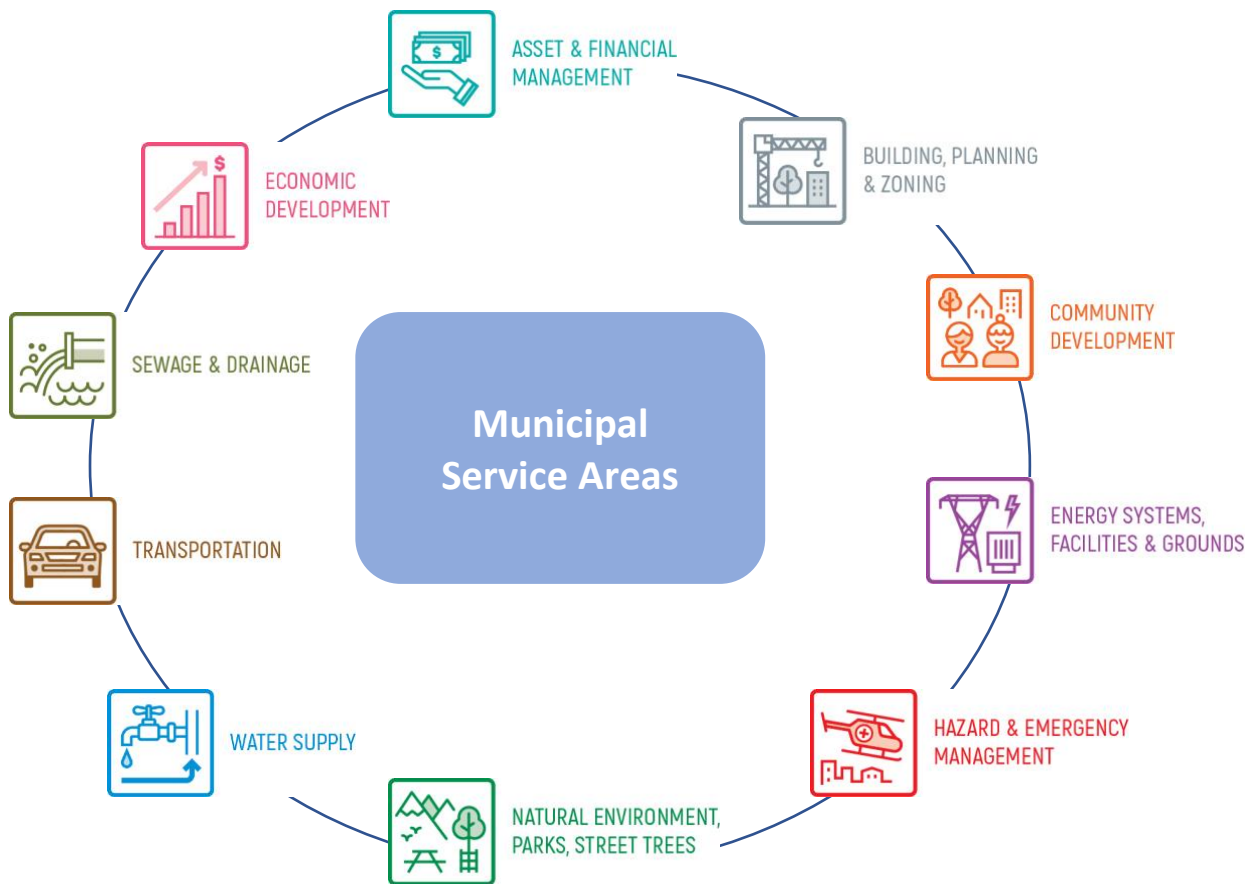 ASSET & FINANCIAL
MANAGEMENT
$
BUILDING, PLANNING
& ZONING
$
ECONOMIC
DEVELOPMENT
COMMUNITY
DEVELOPMENT
SEWAGE & DRAINAGE
Municipal
Service Areas
ENERGY SYSTEMS,
FACILITIES & GROUNDS
TRANSPORTATION
HAZARD & EMERGENCY
MANAGEMENT
WATER SUPPLY
NATURAL ENVIRONMENT,
PARKS, STREET TREES